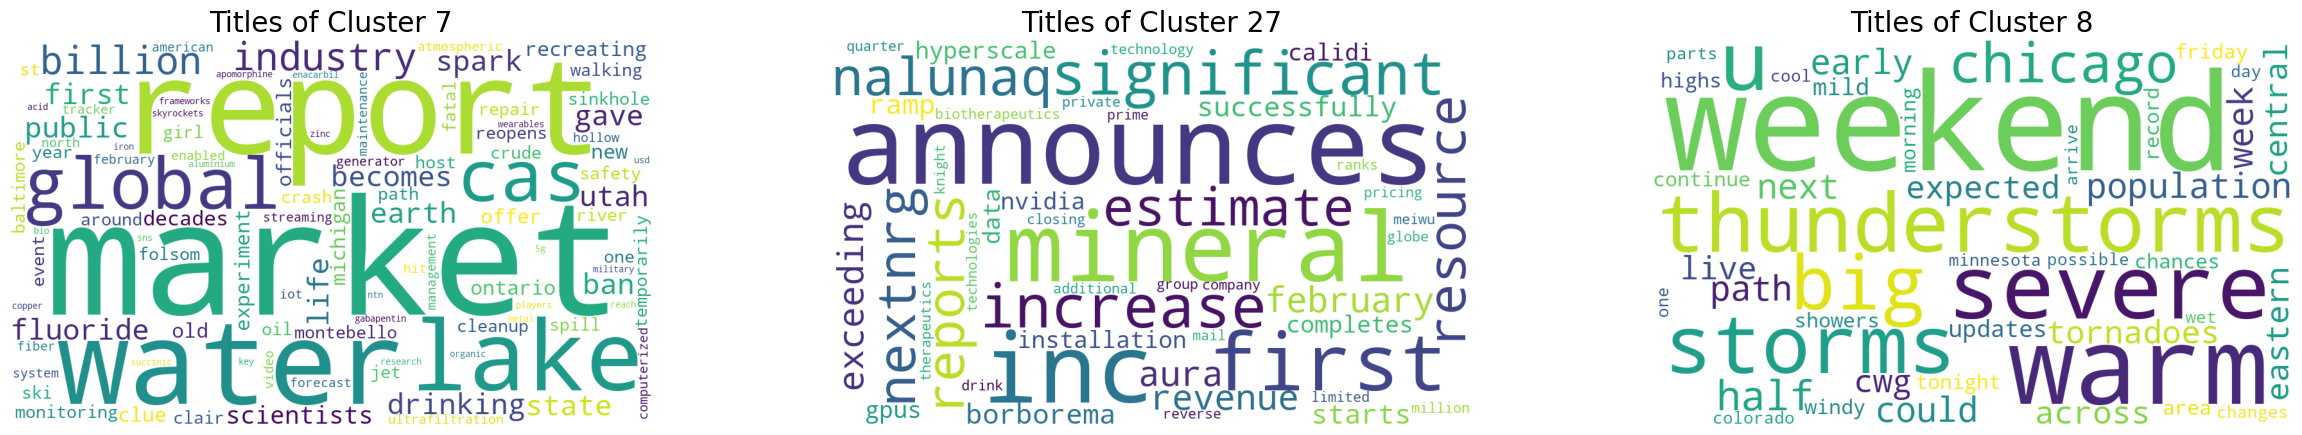 Titles of Cluster 7
american
atmospheric
recreating
billion
industry
spark
st
apomorphine
enacarbil
walking
first
acid
tracker
frameworks
skyrockets
report
officials
maintenance
fatal
repair
wearables
sinkhole
gave
public
girl
zinc
reopens
hollow
north
iron
year
february
enabled
aluminium
generator
host
crude
new
usd
baltimore
global
becomes
cas
safety
crash
path
utah
around
decades
streaming
michigan
earth
offer
river
event
bio
sns
experiment
market
management
5g
one
military
temporarily
folsom
hit
iot
life
ntn
ontario
ban
players
reach
copper
gabapentin
metal
fluoride
old
oil
montebello
cleanup
spill
computerized
fiber
water
lake
succinic
key
research
organic
system
video
forecast
jet
ski
monitoring
clue
clair
scientists
drinking
state
ultrafiltration
Titles of Cluster 27
quarter
hyperscale
technology
calidi
nalunaq
significant
ramp
biotherapeutics
private
prime
successfully
announces
resource
knight
ranks
nvidia
pricing
exceeding
nextnrg
reports
data
closing
estimate
meiwu
globe
technologies
mineral
therapeutics
additional
group
company
increase
february
installation
mail
completes
inc
first
drink
aura
revenue
limited
gpus
borborema
reverse
starts
million
Titles of Cluster 8
parts
u
early
chicago
friday
highs
cool
mild
day
weekend
morning
record
week
central
arrive
continue
next
expected
population
thunderstorms
live
path
big
minnesota
possible
chances
severe
eastern
one
storms
showers
updates
tornadoes
wet
half
cwg
tonight
warm
colorado
windy
could
across
area
changes